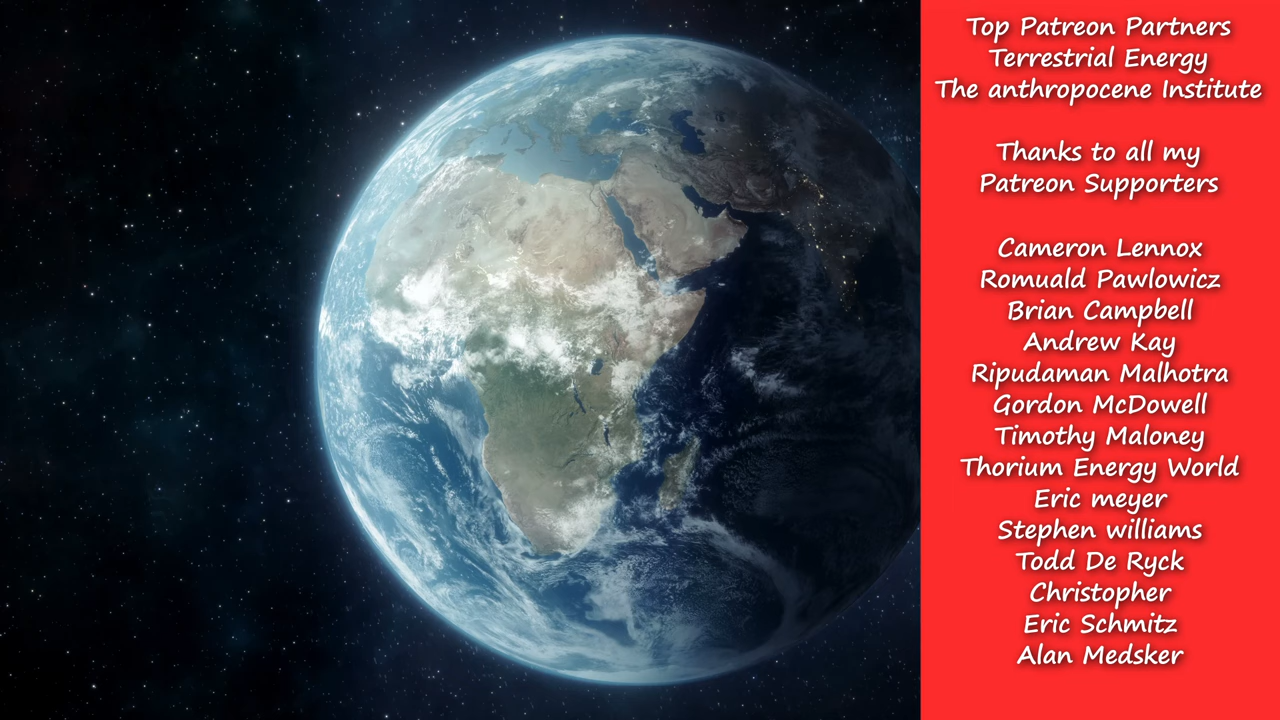 Top Patreon Partners
Terrestrial Energy
The anthropocene Institute
Thanks to all my
Patreon Supporters
Cameron Lennox
Romuald Pawlowicz
Brian Campbell
Andrew Kay
Ripudaman Malhotra
Gordon McDowell
Timothy Maloney
Thorium Energy World
Eric meyer
Stephen williams
Todd De Ryck
Christopher
Eric Schmitz
Alan Medsker